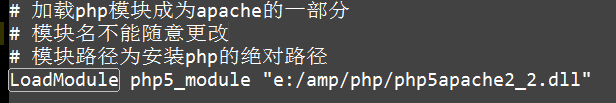 # 加载php模块成为apache的一部分
# 模块名不能随意更改
# 模块路径为安装php的绝对路径
LoadModule php5_module "e:/amp/php/php5apache2_2.dll"